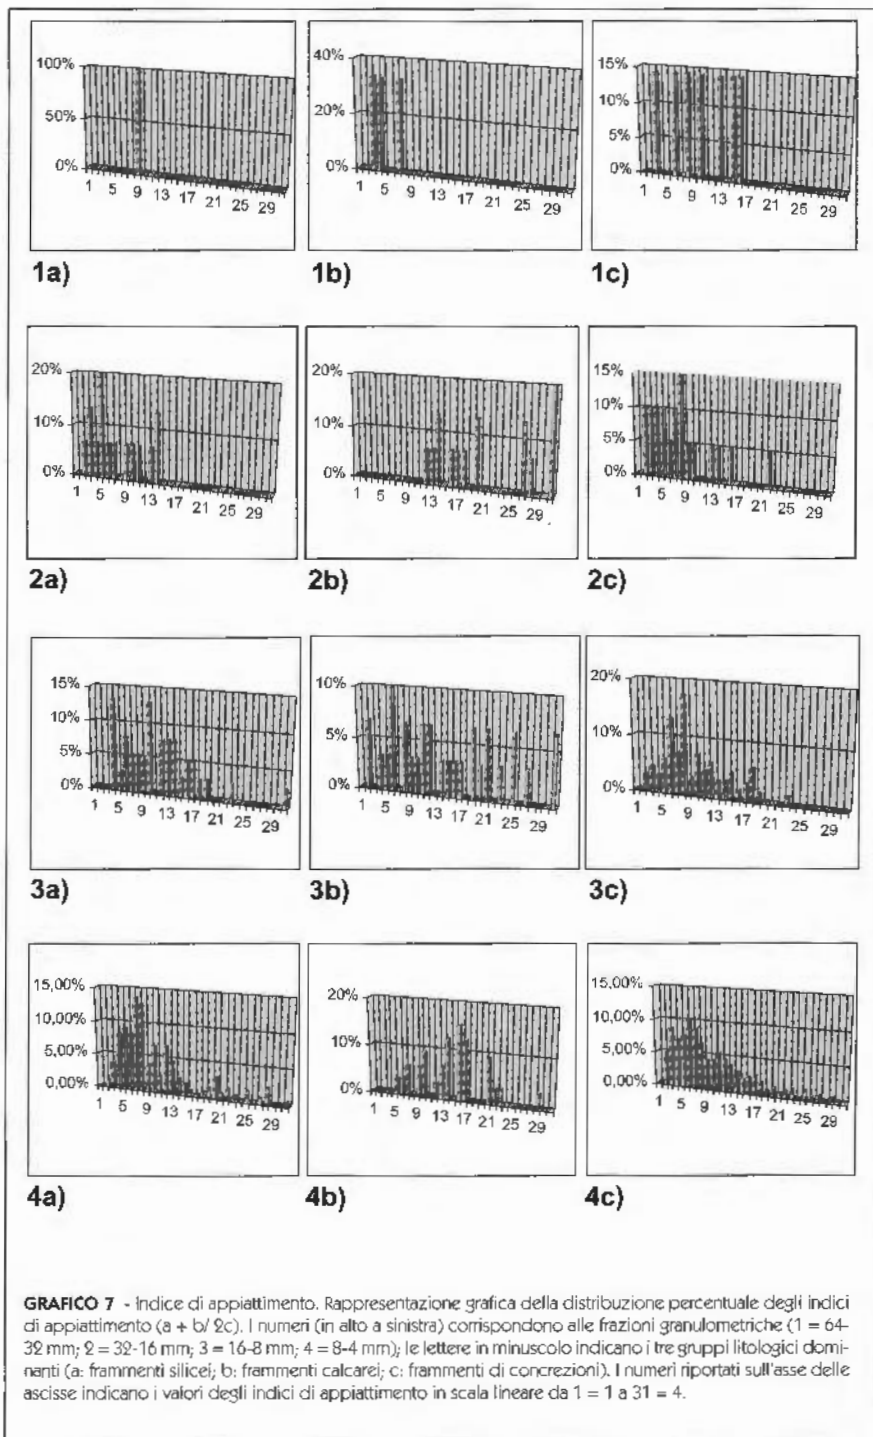 100%
50%
0%
1 5 9 13 17 21 25 29
1a)
40%
20%
0%
1 5 9 13 17 21 25 29
1b)
15%
10%
5%
0%
1 5 9 13 17 21 25 29
1c)
20%
10%
0%
1 5 9 13 17 21 25 29
2a)
20%
10%
0%
1 5 9 13 17 21 25 29
2b)
15%
10%
5%
0%
1 5 9 13 17 21 25 29
2c)
15%
10%
5%
0%
1 5 9 13 17 21 25 29
3a)
10%
5%
0%
1 5 9 13 17 21 25 29
3b)
20%
10%
0%
1 5 9 13 17 21 25 29
3c)
15,00%
10,00%
5,00%
0,00%
1 5 9 13 17 21 25 29
4a)
20%
10%
0%
1 5 9 13 17 21 25 29
4b)
15,00%
10,00%
5,00%
0,00%
1 5 9 13 17 21 25 29
4c)
GRAFICO 7 - Indice di appiattimento. Rappresentazione grafica della distribuzione percentuale degli indici
di appiattimento (a + b/ 2c). I numeri (in alto a sinistra) corrispondono alle frazioni granulometriche (1 = 64-
32 mm; 2 = 32-16 mm; 3 = 16-8 mm; 4 = 8-4 mm); le lettere in minuscolo indicano i tre gruppi litologici domi-
nanti (a: frammenti silicei; b: frammenti calcarei; c: frammenti di concrezioni). I numeri riportati sull'asse delle
ascisse indicano i valori degli indici di appiattimento in scala lineare da 1 = 1 a 31 = 4.